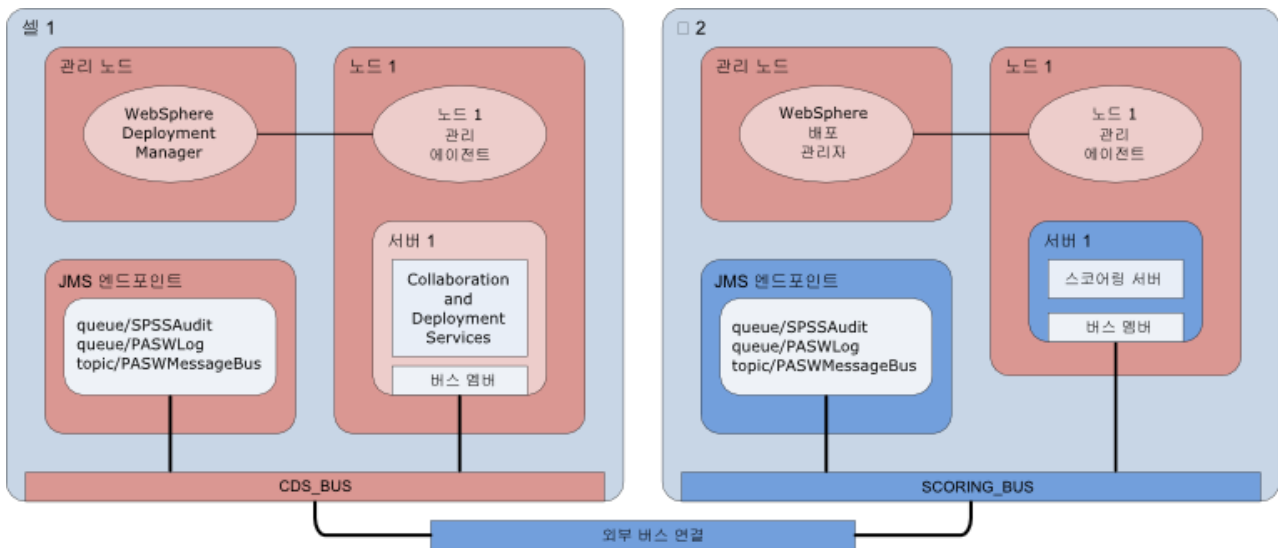 셀 1
관리 노드
WebSphere
Deployment
Manager
노드 1
노드 1
관리
에이전트
서버 1
Collaboration
and
Deployment
Services
버스 멤버
JMS 엔드포인트
queue/SPSSAudit
queue/PASWLog
topic/PASWMessageBus
CDS_BUS
□ 2
관리 노드
WebSphere
배포
관리자
노드 1
노드 1
관리
에이전트
서버 1
스코어링 서버
버스 멤버
JMS 엔드포인트
queue/SPSSAudit
queue/PASWLog
topic/PASWMessageBus
SCORING_BUS
외부 버스 연결